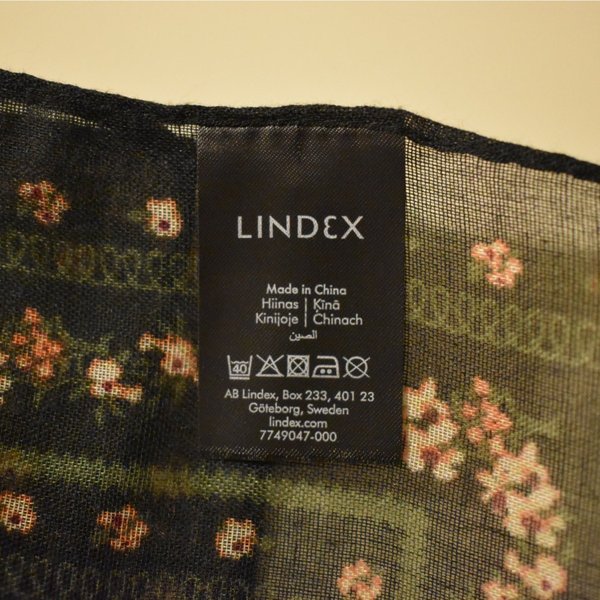 LINDEX
Made in China
Hiinas | Ķīnā
Kinijoje | Chinach
الصين
40
AB Lindex, Box 233, 401 23
Göteborg, Sweden
lindex.com
7749047-000